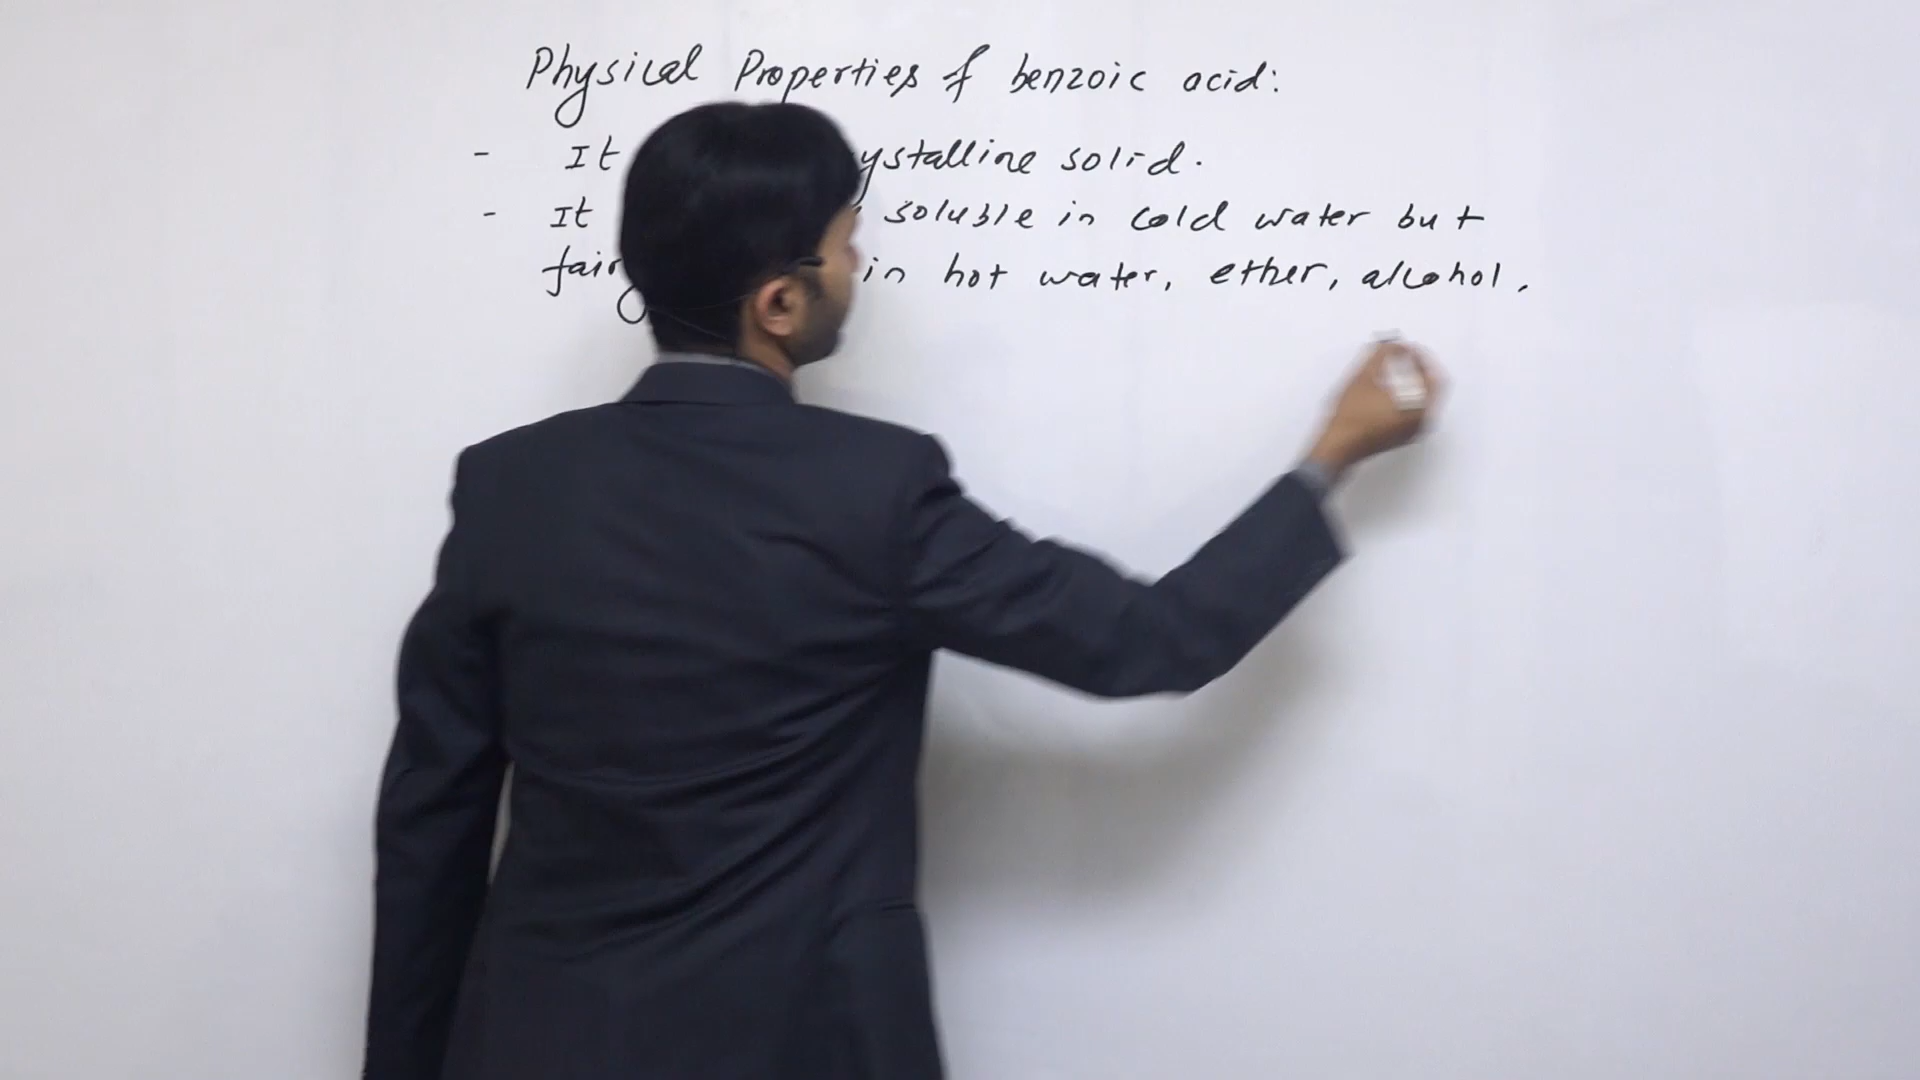 Physical Properties of benzoic acid:
- It ystalline solid.
- It soluble in cold water but
in hot water, ether, alcohol,